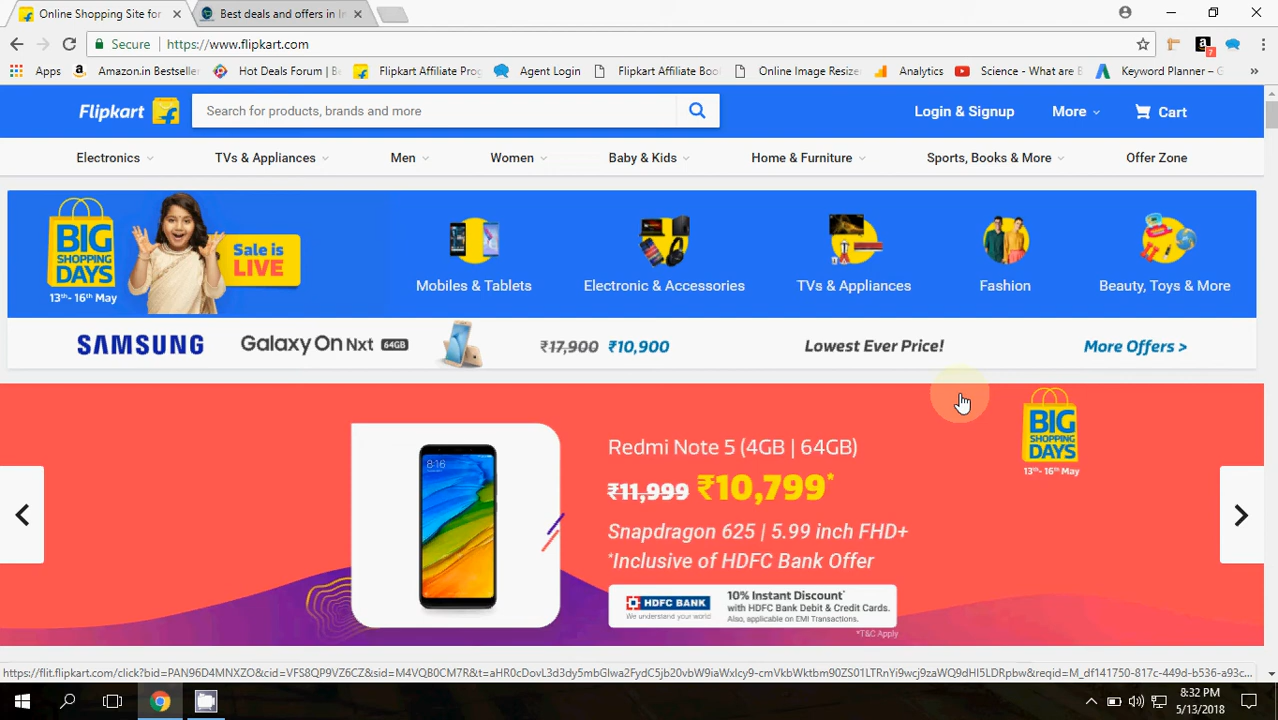 Online Shopping Site for
Best deals and offers in In
Secure
https://www.flipkart.com
7
Apps
Amazon.in Bestselle
Hot Deals Forum | Be
Flipkart Affiliate Prog
Agent Login
Flipkart Affiliate Boo
Online Image Resize
Analytics
Science - What are B
Keyword Planner – G
Flipkart
Search for products, brands and more
Login & Signup
More
Cart
Electronics
TVs & Appliances
Men
Women
Baby & Kids
Home & Furniture
Sports, Books & More
Offer Zone
BIG
SHOPPING
DAYS
13th- 16th May
Sale is
LIVE
Mobiles & Tablets
Electronic & Accessories
TVs & Appliances
Fashion
Beauty, Toys & More
SAMSUNG
Galaxy On Nxt 64GB
₹17,900 ₹10,900
Lowest Ever Price!
More Offers >
BIG
SHOPPING
DAYS
13th- 16th May
8:16
Redmi Note 5 (4GB | 64GB)
₹11,999 ₹10,799*
Snapdragon 625 | 5.99 inch FHD+
*Inclusive of HDFC Bank Offer
HDFC BANK
We understand your world
10% Instant Discount*
with HDFC Bank Debit & Credit Cards.
Also, applicable on EMI Transactions.
*T&C Apply
8:32 PM
5/13/2018